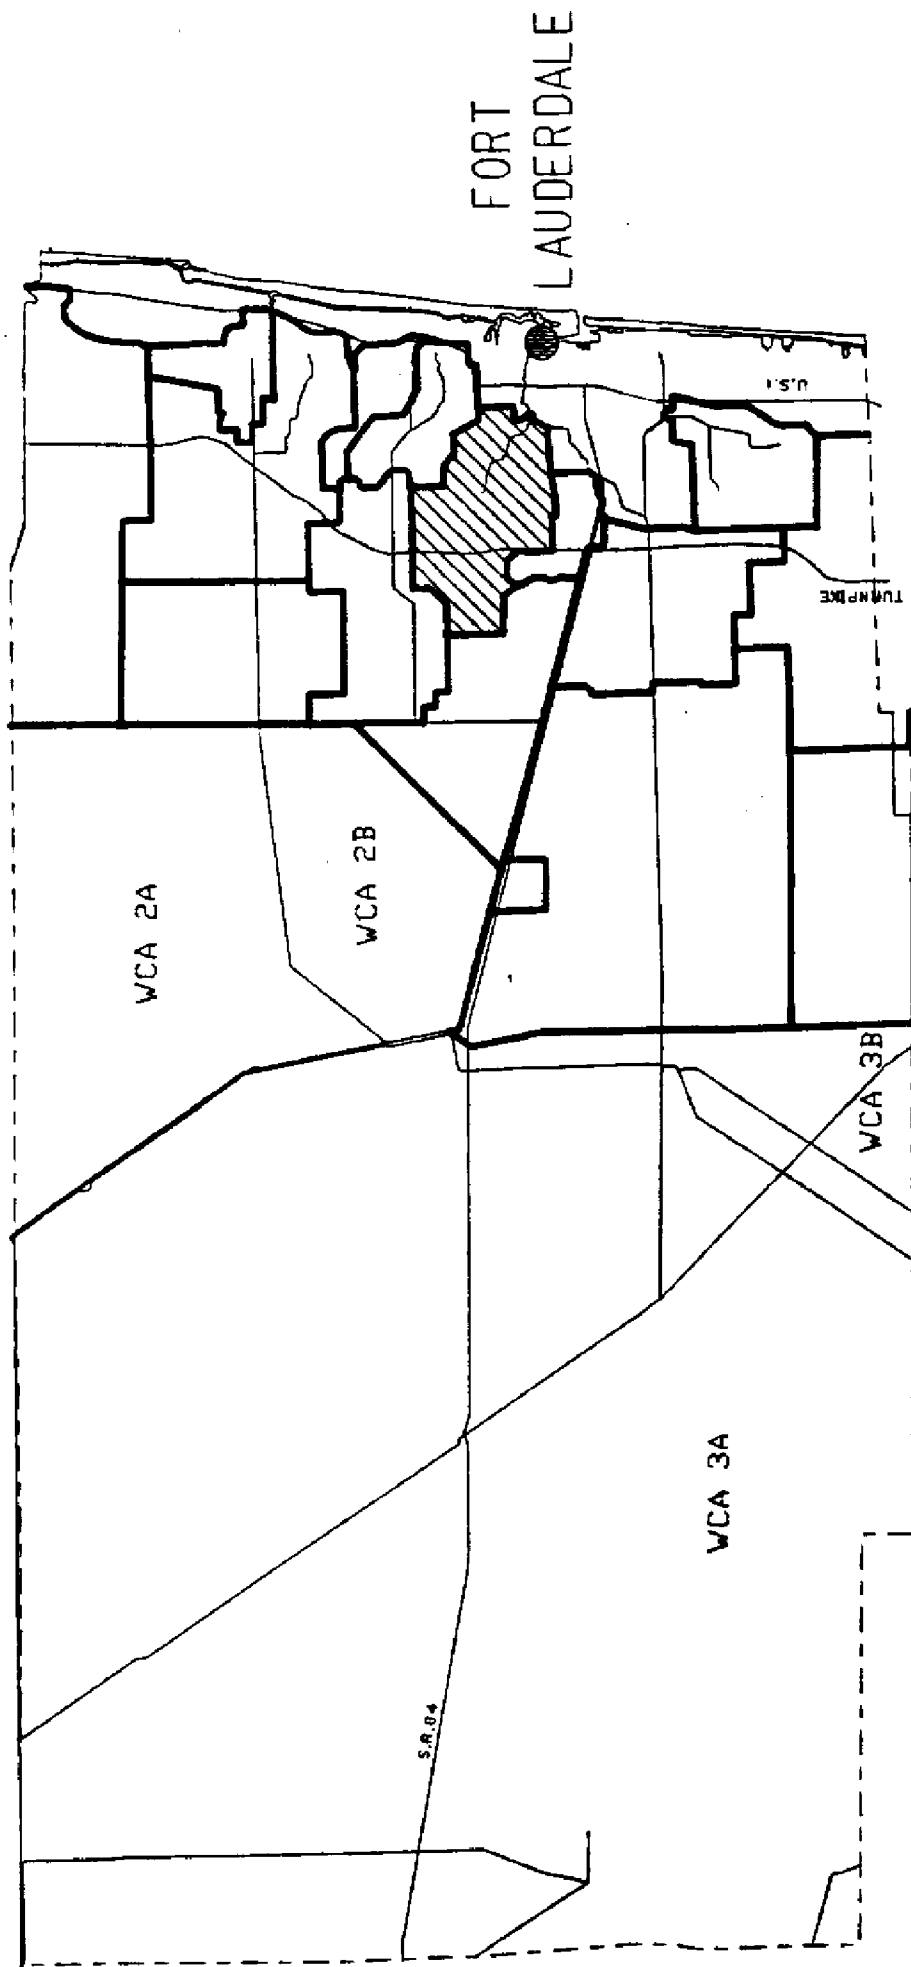 FORT
LAUDERDALE
U.S.1
TURNPIKE
WCA 2A
WCA 2B
WCA 3B
WCA 3A
S.R.84